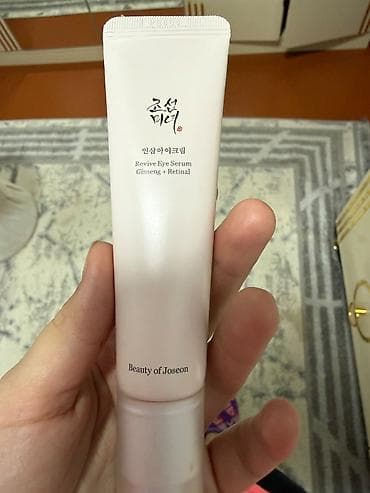 조선
미녀
인삼아이크림
Revive Eye Serum
Ginseng + Retinal
Beauty of Joseon